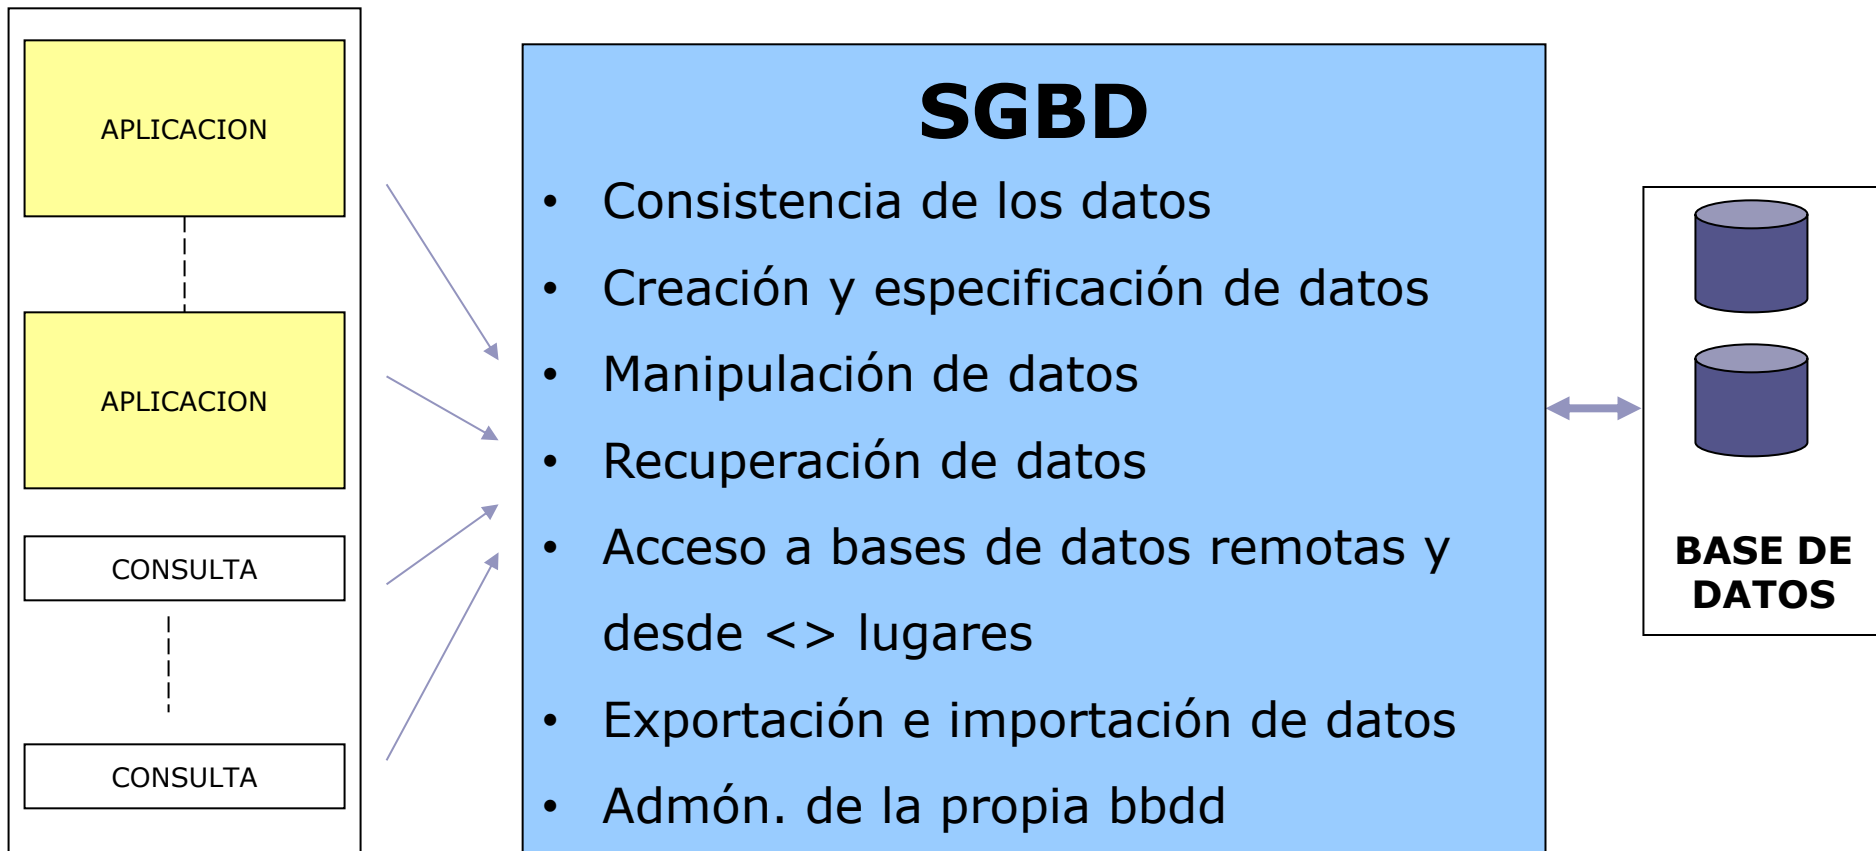 APLICACION
APLICACION
CONSULTA
CONSULTA
SGBD
• Consistencia de los datos
• Creación y especificación de datos
• Manipulación de datos
• Recuperación de datos
• Acceso a bases de datos remotas y
desde <> lugares
• Exportación e importación de datos
• Admón. de la propia bbdd
BASE DE
DATOS